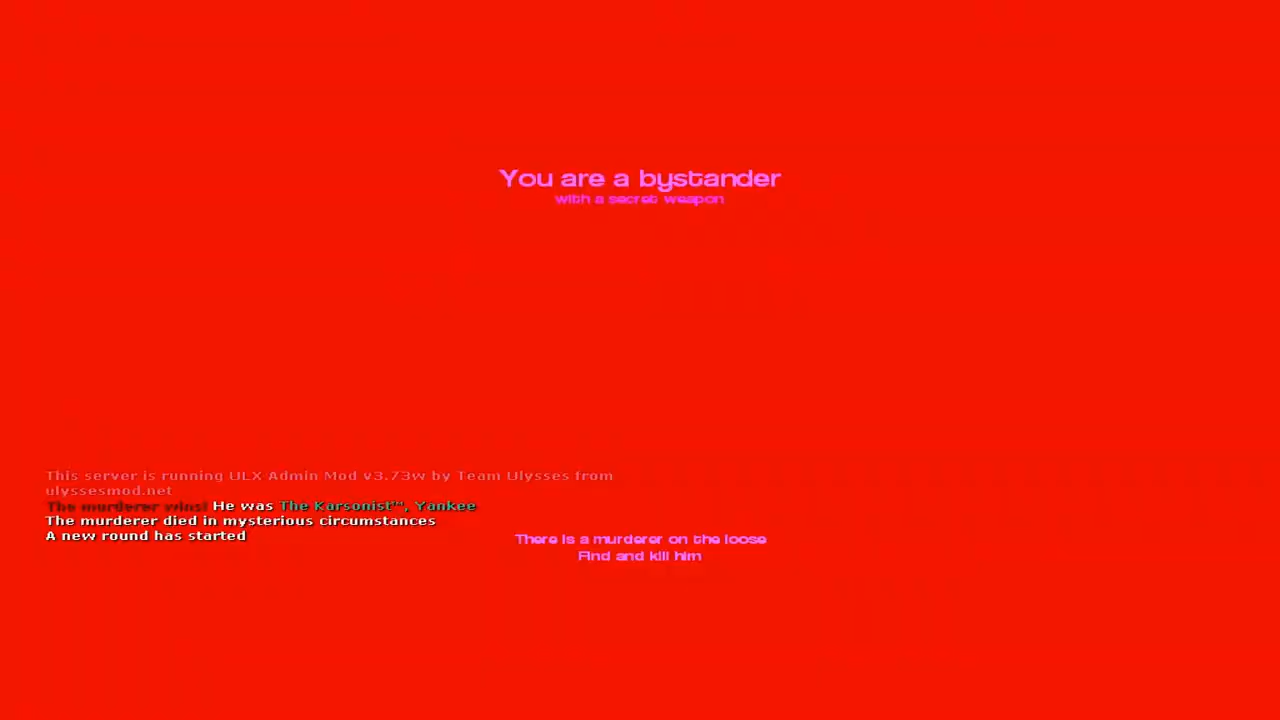 You are a bystander
with a secret weapon
This server is running ULX Admin Mod v3.73w by Team Ulysses from
ulyssesmod.net
The murderer wins! He was The Karsonist™, Yankee
The murderer died in mysterious circumstances
A new round has started
There is a murderer on the loose
Find and kill him